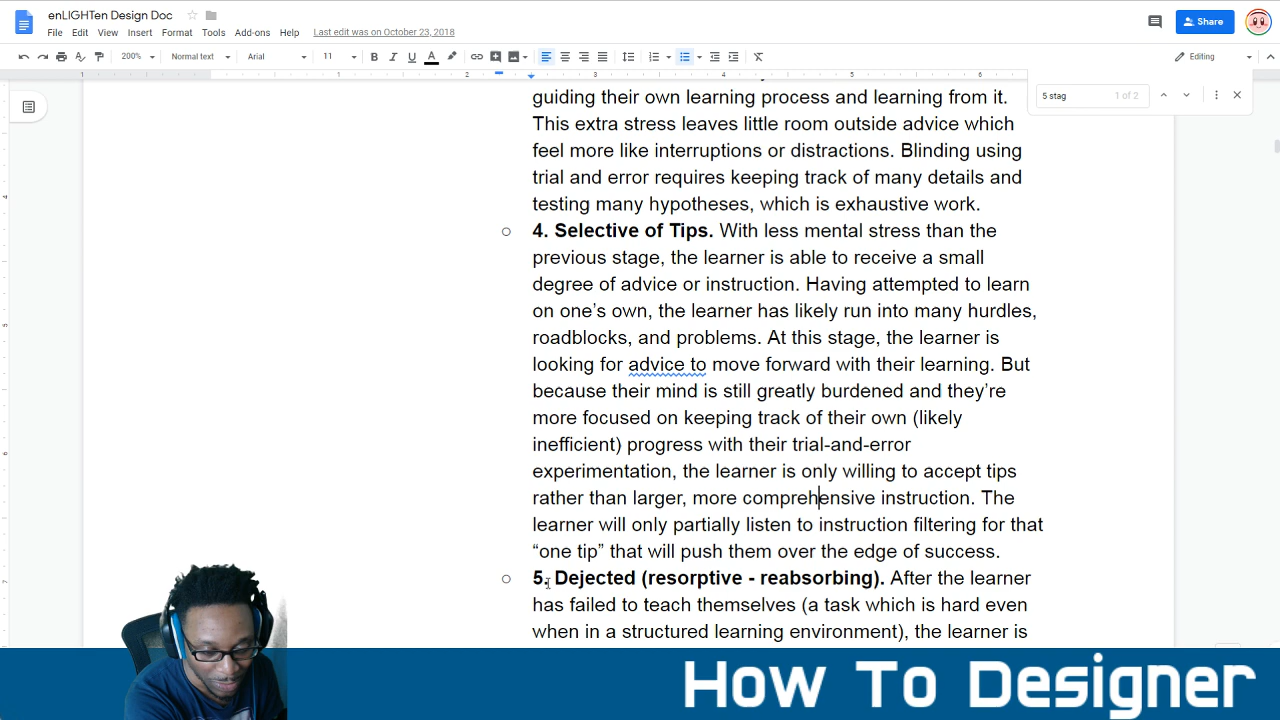 enLIGHTen Design Doc
File Edit View Insert Format Tools Add-ons Help Last edit was on October 23, 2018
Share
200% Normal text Arial 11 B I U A Editing
1 1 2 3 4 5 6
5 stag 1 of 2
guiding their own learning process and learning from it.
This extra stress leaves little room outside advice which
feel more like interruptions or distractions. Blinding using
trial and error requires keeping track of many details and
testing many hypotheses, which is exhaustive work.
4. Selective of Tips. With less mental stress than the
previous stage, the learner is able to receive a small
degree of advice or instruction. Having attempted to learn
on one's own, the learner has likely run into many hurdles,
roadblocks, and problems. At this stage, the learner is
looking for advice to move forward with their learning. But
because their mind is still greatly burdened and they're
more focused on keeping track of their own (likely
inefficient) progress with their trial-and-error
experimentation, the learner is only willing to accept tips
rather than larger, more comprehensive instruction. The
learner will only partially listen to instruction filtering for that
“one tip” that will push them over the edge of success.
5. Dejected (resorptive - reabsorbing). After the learner
has failed to teach themselves (a task which is hard even
when in a structured learning environment), the learner is
How To Designer